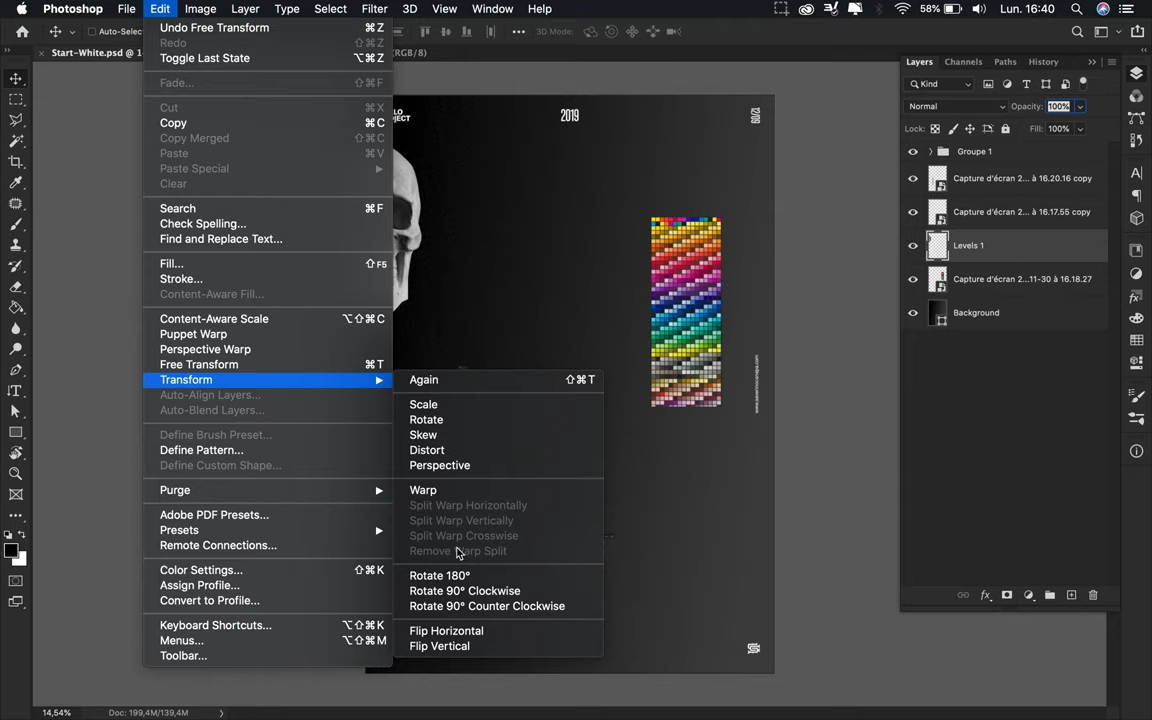 Photoshop File Edit Image Layer Type Select Filter 3D View Window Help 58% Lun. 16:40
Auto-Selec 3D Mode:
Start-White.psd @ 1 (RGB/8)
Undo Free Transform ⌘Z
Redo ⇧⌘Z
Toggle Last State ⌥⌘Z
Fade... ⇧⌘F
Cut ⌘X
Copy ⌘C
Copy Merged ⇧⌘C
Paste ⌘V
Paste Special
Clear
Search ⌘F
Check Spelling...
Find and Replace Text...
Fill... ⇧F5
Stroke...
Content-Aware Fill...
Content-Aware Scale ⌥⇧⌘C
Puppet Warp
Perspective Warp
Free Transform ⌘T
Transform
Auto-Align Layers...
Auto-Blend Layers...
Define Brush Preset...
Define Pattern...
Define Custom Shape...
Purge
Adobe PDF Presets...
Presets
Remote Connections...
Color Settings... ⇧⌘K
Assign Profile...
Convert to Profile...
Keyboard Shortcuts... ⌥⇧⌘K
Menus... ⌥⇧⌘M
Toolbar...
Again ⇧⌘T
Scale
Rotate
Skew
Distort
Perspective
Warp
Split Warp Horizontally
Split Warp Vertically
Split Warp Crosswise
Remove Warp Split
Rotate 180°
Rotate 90° Clockwise
Rotate 90° Counter Clockwise
Flip Horizontal
Flip Vertical
LO
JECT
2019
Layers Channels Paths History
Kind
Normal Opacity: 100%
Lock: Fill: 100%
Groupe 1
Capture d'écran 2... à 16.20.16 copy
Capture d'écran 2... à 16.17.55 copy
Levels 1
Capture d'écran 2...11-30 à 16.18.27
Background
14,54% Doc: 199,4M/139,4M